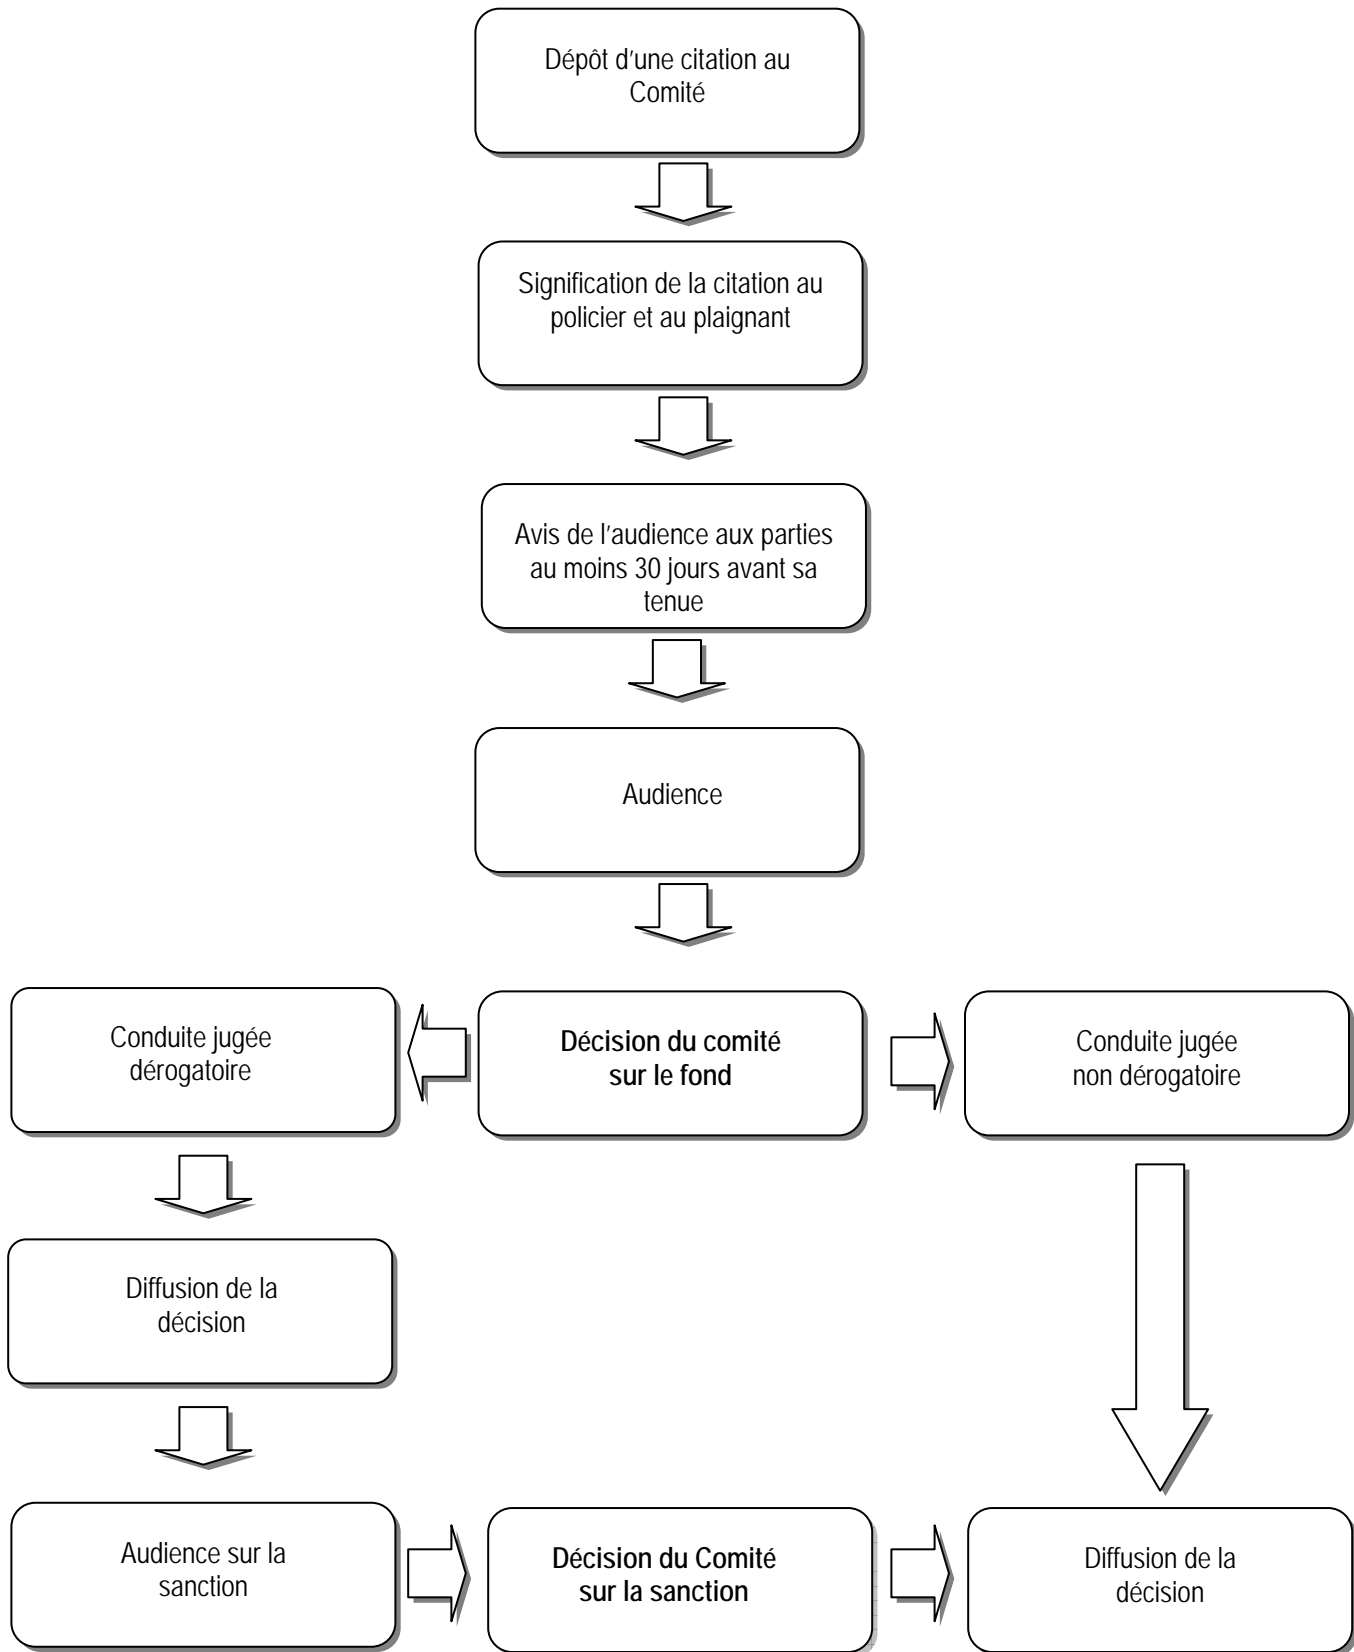 Dépôt d'une citation au
Comité
Signification de la citation au
policier et au plaignant
Avis de l'audience aux parties
au moins 30 jours avant sa
tenue
Audience
Conduite jugée
dérogatoire
Décision du comité
sur le fond
Conduite jugée
non dérogatoire
Diffusion de la
décision
Audience sur la
sanction
Décision du Comité
sur la sanction
Diffusion de la
décision